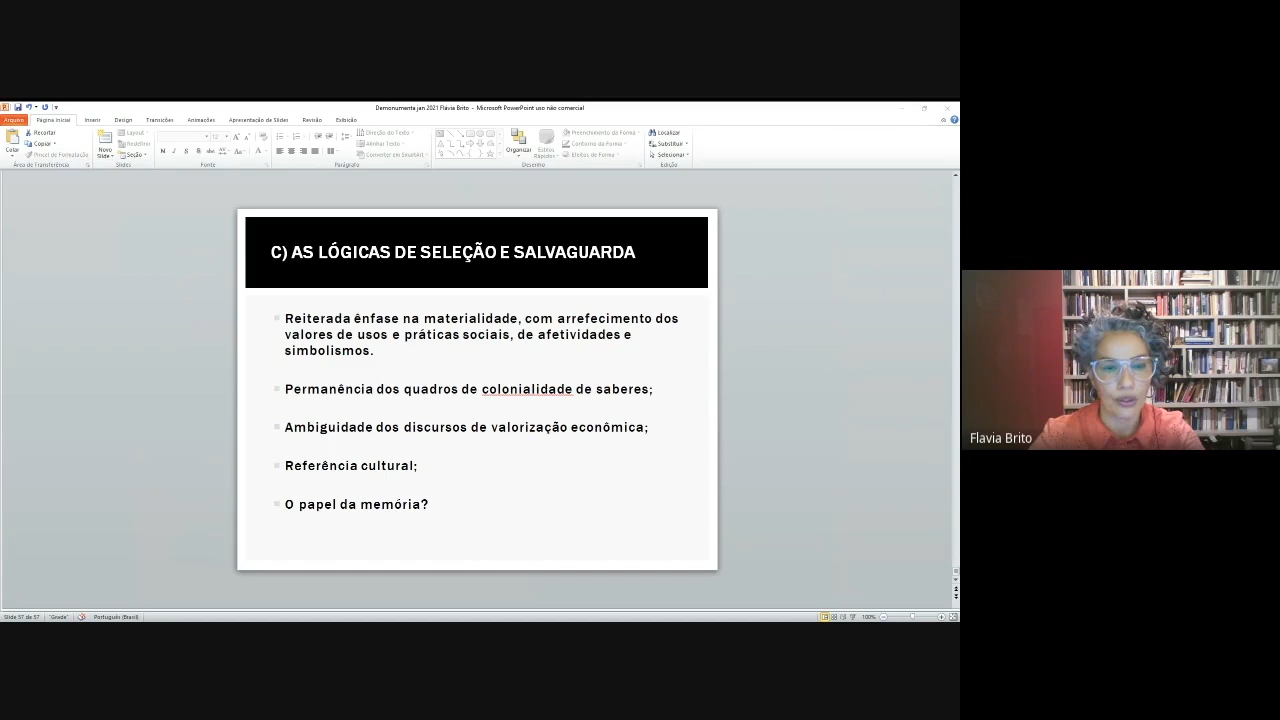 Demonumenta jan 2021 Flávia Brito - Microsoft PowerPoint uso não comercial
Arquivo Página Inicial Inserir Design Transições Animações Apresentação de Slides Revisão Exibição
Colar
Recortar
Copiar
Pincel de Formatação
Área de Transferência
Novo Slide
Layout
Redefinir
Seção
Slides
Fonte
Direção do Texto
Alinhar Texto
Converter em SmartArt
Parágrafo
Organizar
Estilos Rápidos
Preenchimento da Forma
Contorno da Forma
Efeitos de Forma
Desenho
Localizar
Substituir
Selecionar
Edição
C) AS LÓGICAS DE SELEÇÃO E SALVAGUARDA
Reiterada ênfase na materialidade, com arrefecimento dos
valores de usos e práticas sociais, de afetividades e
simbolismos.
Permanência dos quadros de colonialidade de saberes;
Ambiguidade dos discursos de valorização econômica;
Referência cultural;
O papel da memória?
Flavia Brito
Slide 57 de 57 "Grade" Português (Brasil) 100%